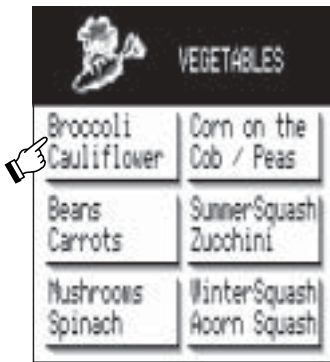 VEGETABLES
Broccoli
Cauliflower
Corn on the
Cob / Peas
Beans
Carrots
SummerSquash
Zucchini
Mushrooms
Spinach
WinterSquash
Acorn Squash